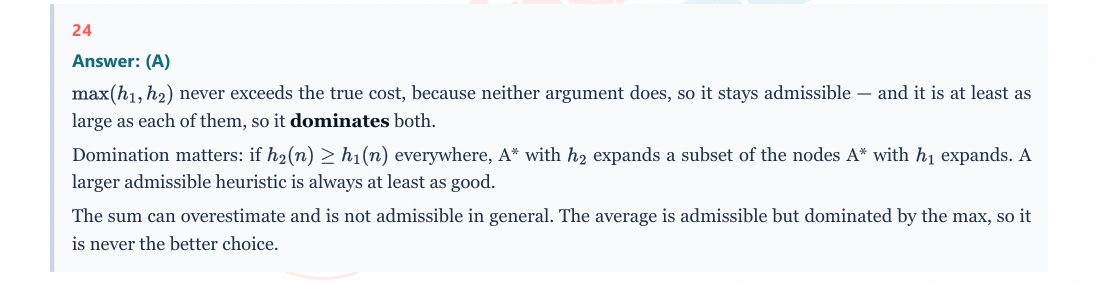 24
Answer: (A)
max(h₁, h₂) never exceeds the true cost, because neither argument does, so it stays admissible — and it is at least as
large as each of them, so it dominates both.
Domination matters: if h₂(n) ≥ h₁(n) everywhere, A* with h₂ expands a subset of the nodes A* with h₁ expands. A
larger admissible heuristic is always at least as good.
The sum can overestimate and is not admissible in general. The average is admissible but dominated by the max, so it
is never the better choice.